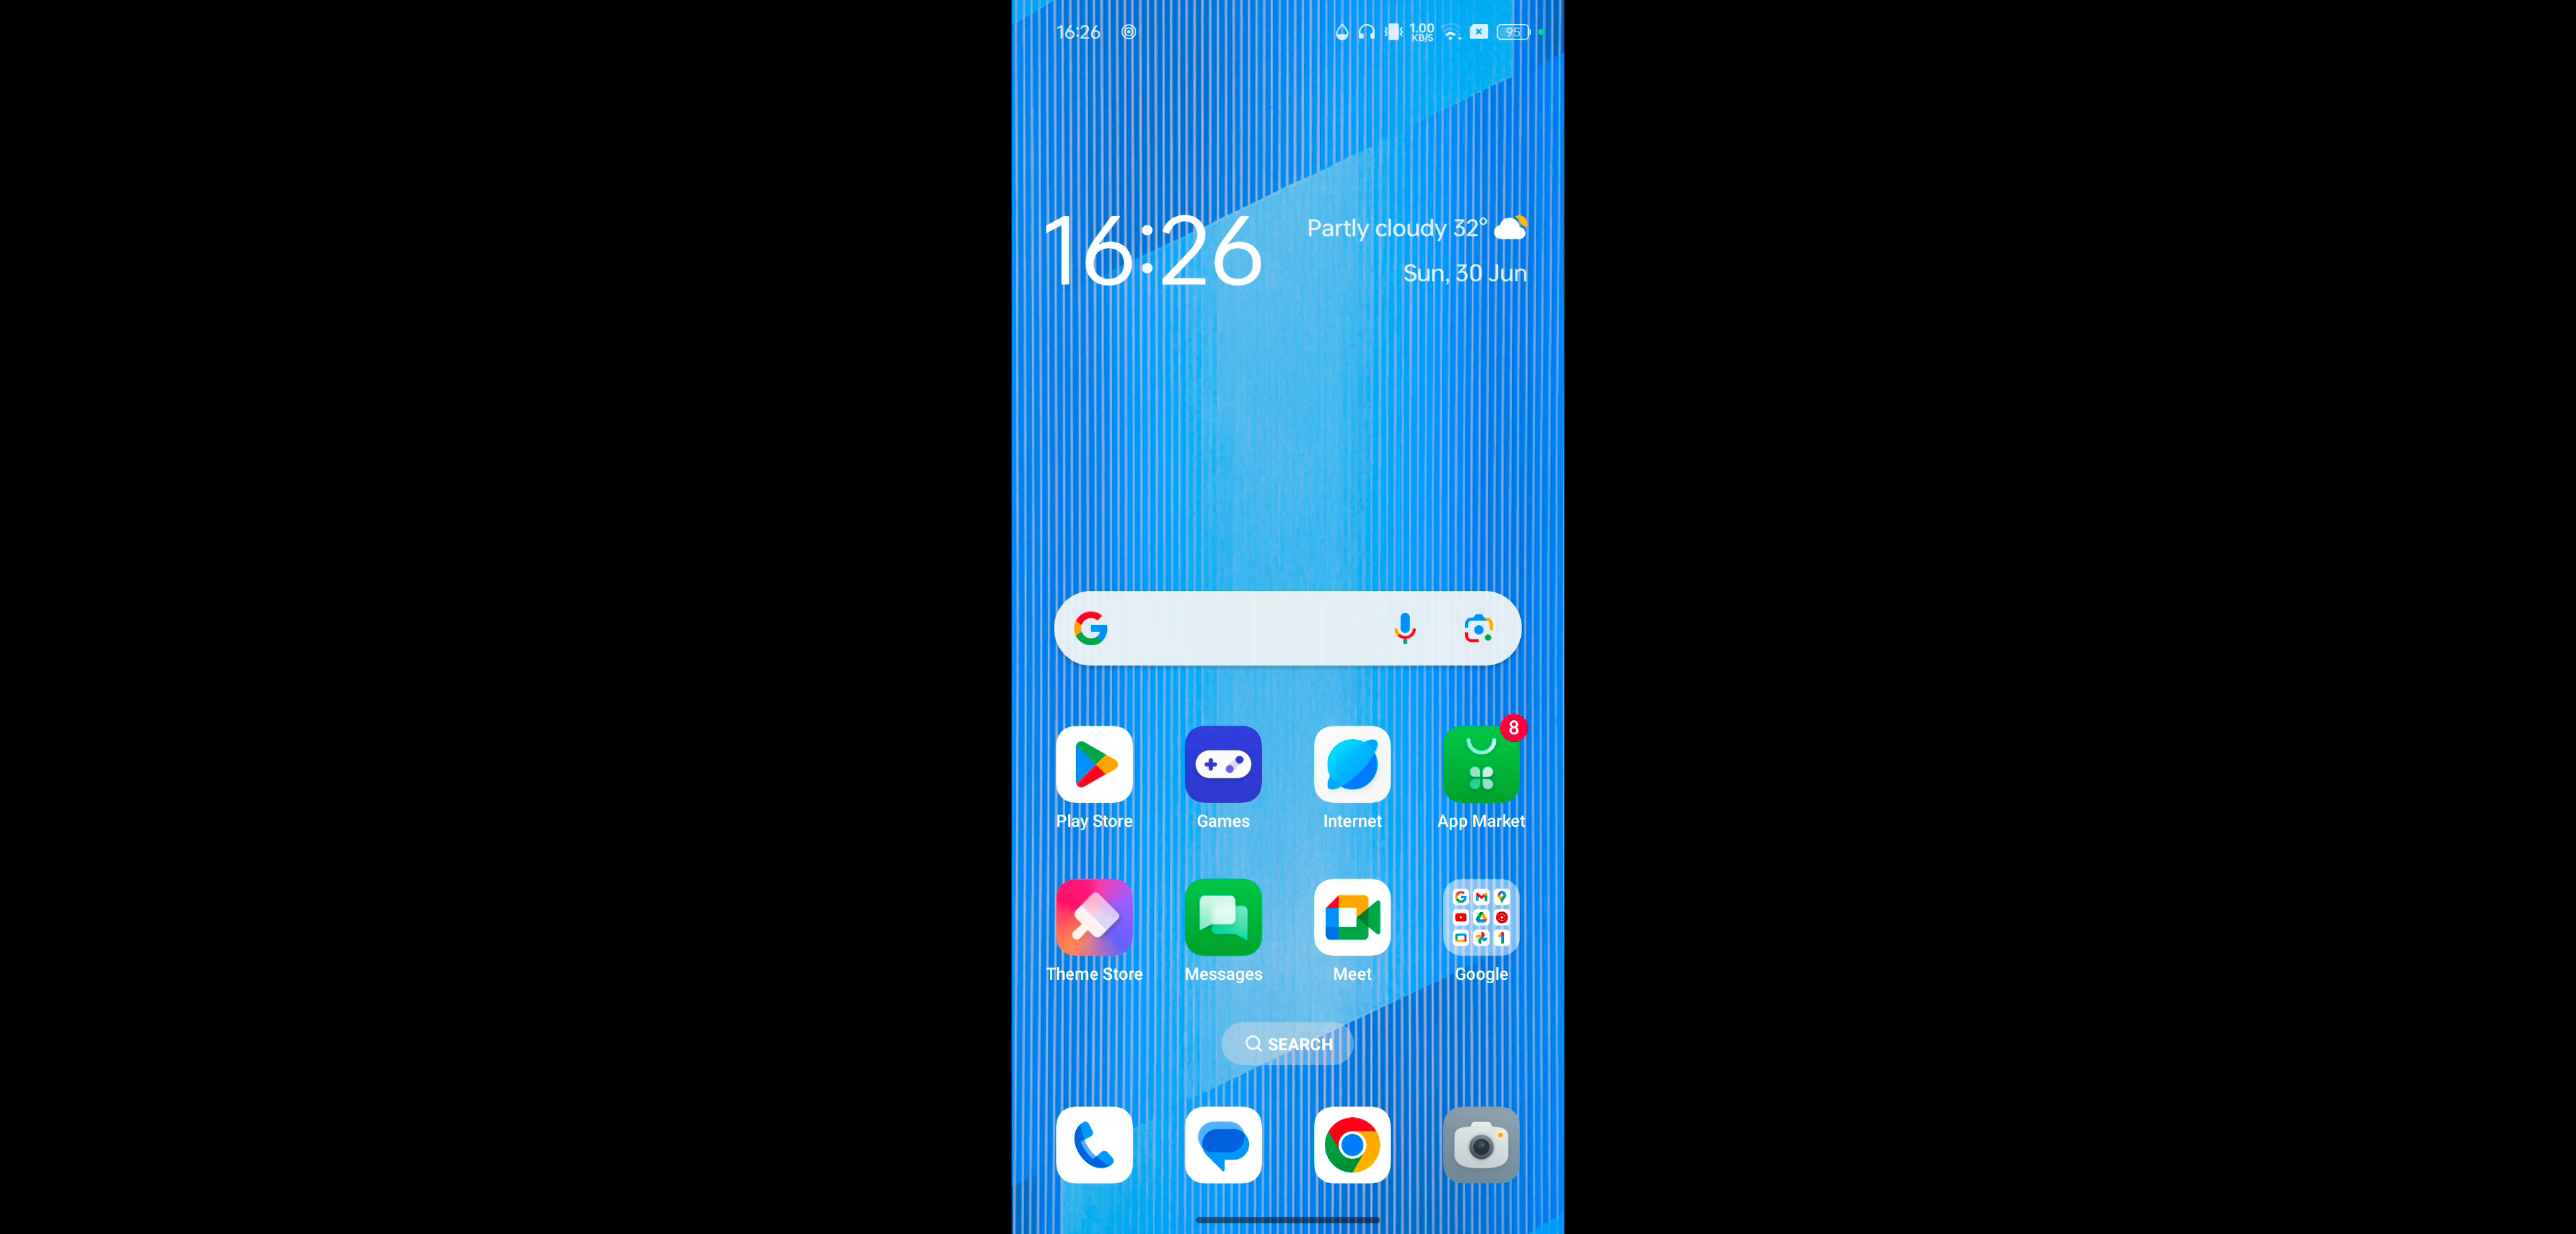 16:26
1.00
KB/S
95
16:26
Partly cloudy 32°
Sun, 30 Jun
8
Play Store
Games
Internet
App Market
Theme Store
Messages
Meet
Google
SEARCH